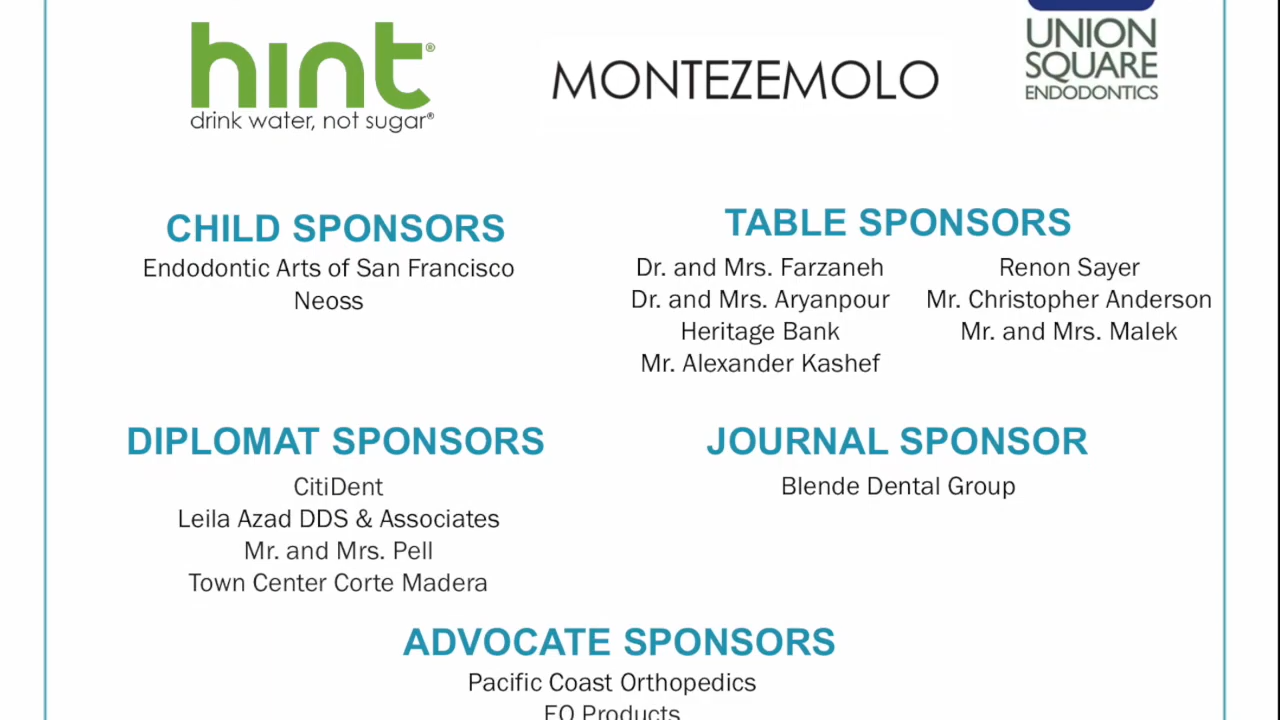 hint®
drink water, not sugar®
MONTEZEMOLO
UNION
SQUARE
ENDODONTICS
CHILD SPONSORS
Endodontic Arts of San Francisco
Neoss
TABLE SPONSORS
Dr. and Mrs. Farzaneh
Dr. and Mrs. Aryanpour
Heritage Bank
Mr. Alexander Kashef
Renon Sayer
Mr. Christopher Anderson
Mr. and Mrs. Malek
DIPLOMAT SPONSORS
CitiDent
Leila Azad DDS & Associates
Mr. and Mrs. Pell
Town Center Corte Madera
JOURNAL SPONSOR
Blende Dental Group
ADVOCATE SPONSORS
Pacific Coast Orthopedics
EO Products